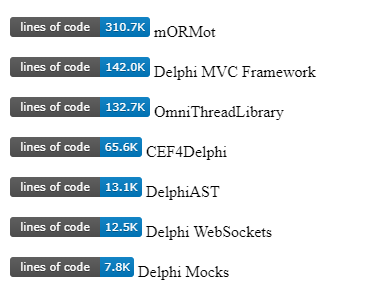 lines of code 310.7K mORMot
lines of code 142.0K Delphi MVC Framework
lines of code 132.7K OmniThreadLibrary
lines of code 65.6K CEF4Delphi
lines of code 13.1K DelphiAST
lines of code 12.5K Delphi WebSockets
lines of code 7.8K Delphi Mocks